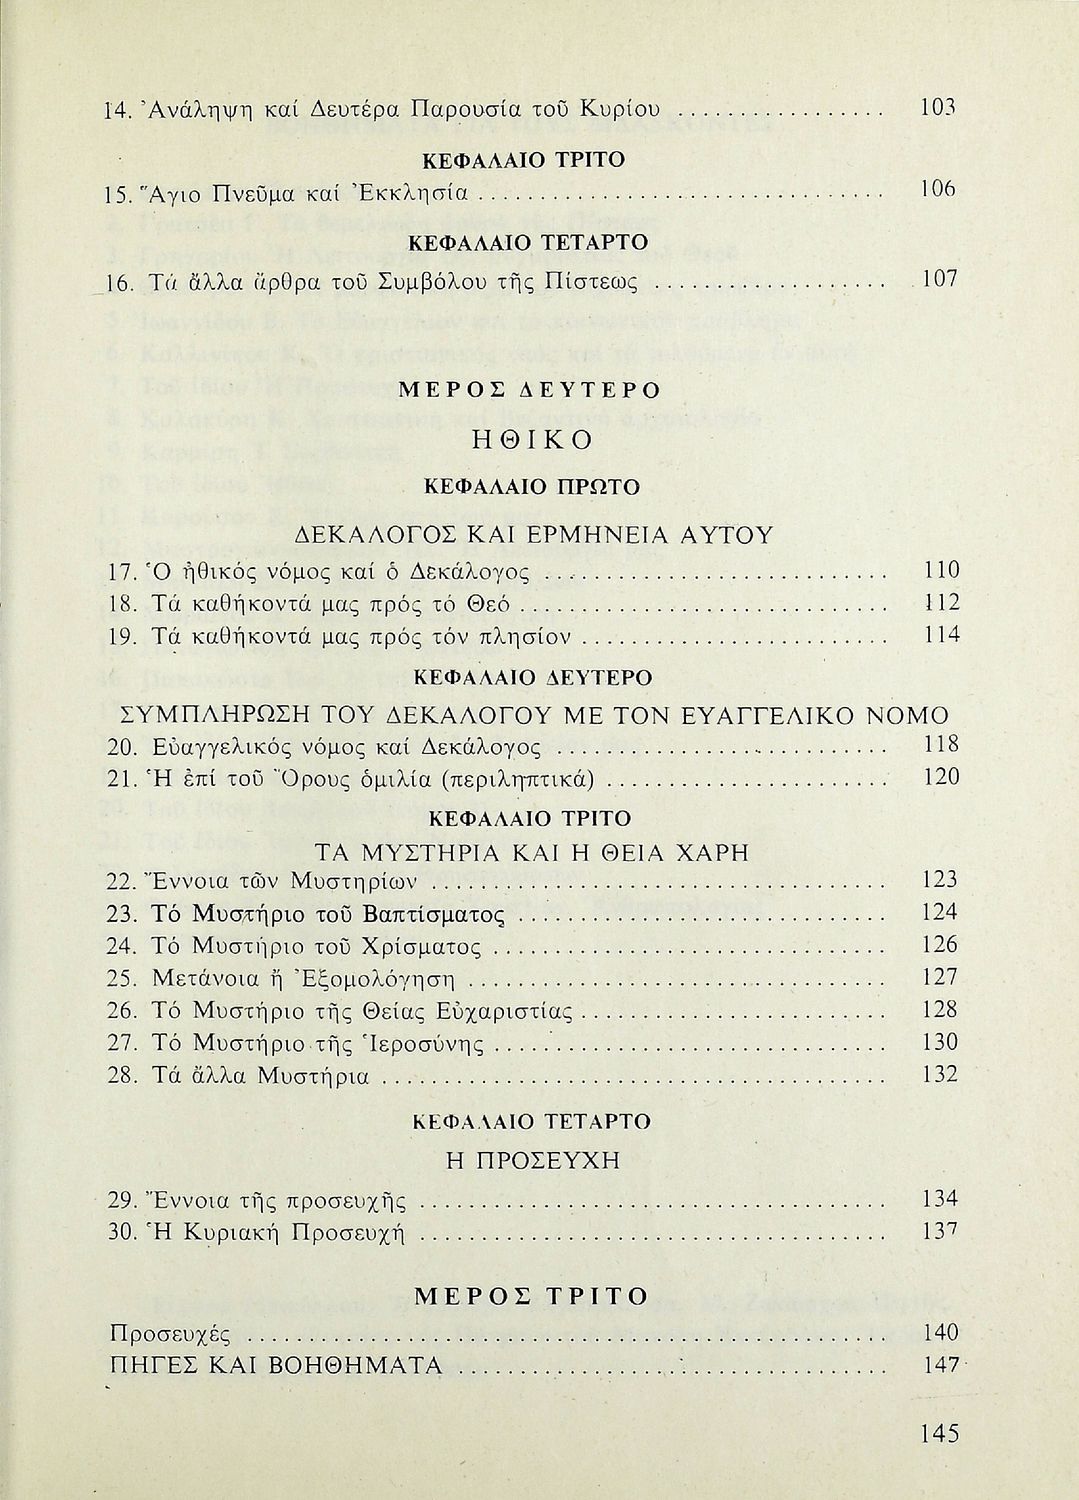 14. Ἀνάληψη καί Δευτέρα Παρουσία τοῦ Κυρίου ................. 103
ΚΕΦΑΛΑΙΟ ΤΡΙΤΟ
15. Ἅγιο Πνεῦμα καί Ἐκκλησία .................................. 106
ΚΕΦΑΛΑΙΟ ΤΕΤΑΡΤΟ
16. Τά ἄλλα ἄρθρα τοῦ Συμβόλου τῆς Πίστεως ................... 107
ΜΕΡΟΣ ΔΕΥΤΕΡΟ
ΗΘΙΚΟ
ΚΕΦΑΛΑΙΟ ΠΡΩΤΟ
ΔΕΚΑΛΟΓΟΣ ΚΑΙ ΕΡΜΗΝΕΙΑ ΑΥΤΟΥ
17. Ὁ ἠθικός νόμος καί ὁ Δεκάλογος ............................. 110
18. Τά καθήκοντά μας πρός τό Θεό ............................... 112
19. Τά καθήκοντά μας πρός τόν πλησίον .......................... 114
ΚΕΦΑΛΑΙΟ ΔΕΥΤΕΡΟ
ΣΥΜΠΛΗΡΩΣΗ ΤΟΥ ΔΕΚΑΛΟΓΟΥ ΜΕ ΤΟΝ ΕΥΑΓΓΕΛΙΚΟ ΝΟΜΟ
20. Εὐαγγελικός νόμος καί Δεκάλογος ............................ 118
21. Ἡ ἐπί τοῦ Ὄρους ὁμιλία (περιληπτικά) ........................ 120
ΚΕΦΑΛΑΙΟ ΤΡΙΤΟ
ΤΑ ΜΥΣΤΗΡΙΑ ΚΑΙ Η ΘΕΙΑ ΧΑΡΗ
22. Ἔννοια τῶν Μυστηρίων ...................................... 123
23. Τό Μυστήριο τοῦ Βαπτίσματος ............................... 124
24. Τό Μυστήριο τοῦ Χρίσματος ................................. 126
25. Μετάνοια ἤ Ἐξομολόγηση ................................... 127
26. Τό Μυστήριο τῆς Θείας Εὐχαριστίας .......................... 128
27. Τό Μυστήριο τῆς Ἱεροσύνης ................................. 130
28. Τά ἄλλα Μυστήρια .......................................... 132
ΚΕΦΑΛΑΙΟ ΤΕΤΑΡΤΟ
Η ΠΡΟΣΕΥΧΗ
29. Ἔννοια τῆς προσευχῆς ....................................... 134
30. Ἡ Κυριακή Προσευχή ....................................... 137
ΜΕΡΟΣ ΤΡΙΤΟ
Προσευχές ...................................................... 140
ΠΗΓΕΣ ΚΑΙ ΒΟΗΘΗΜΑΤΑ .................................... 147
145